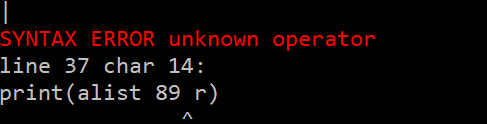 |
SYNTAX ERROR unknown operator
line 37 char 14:
print(alist 89 r)
^